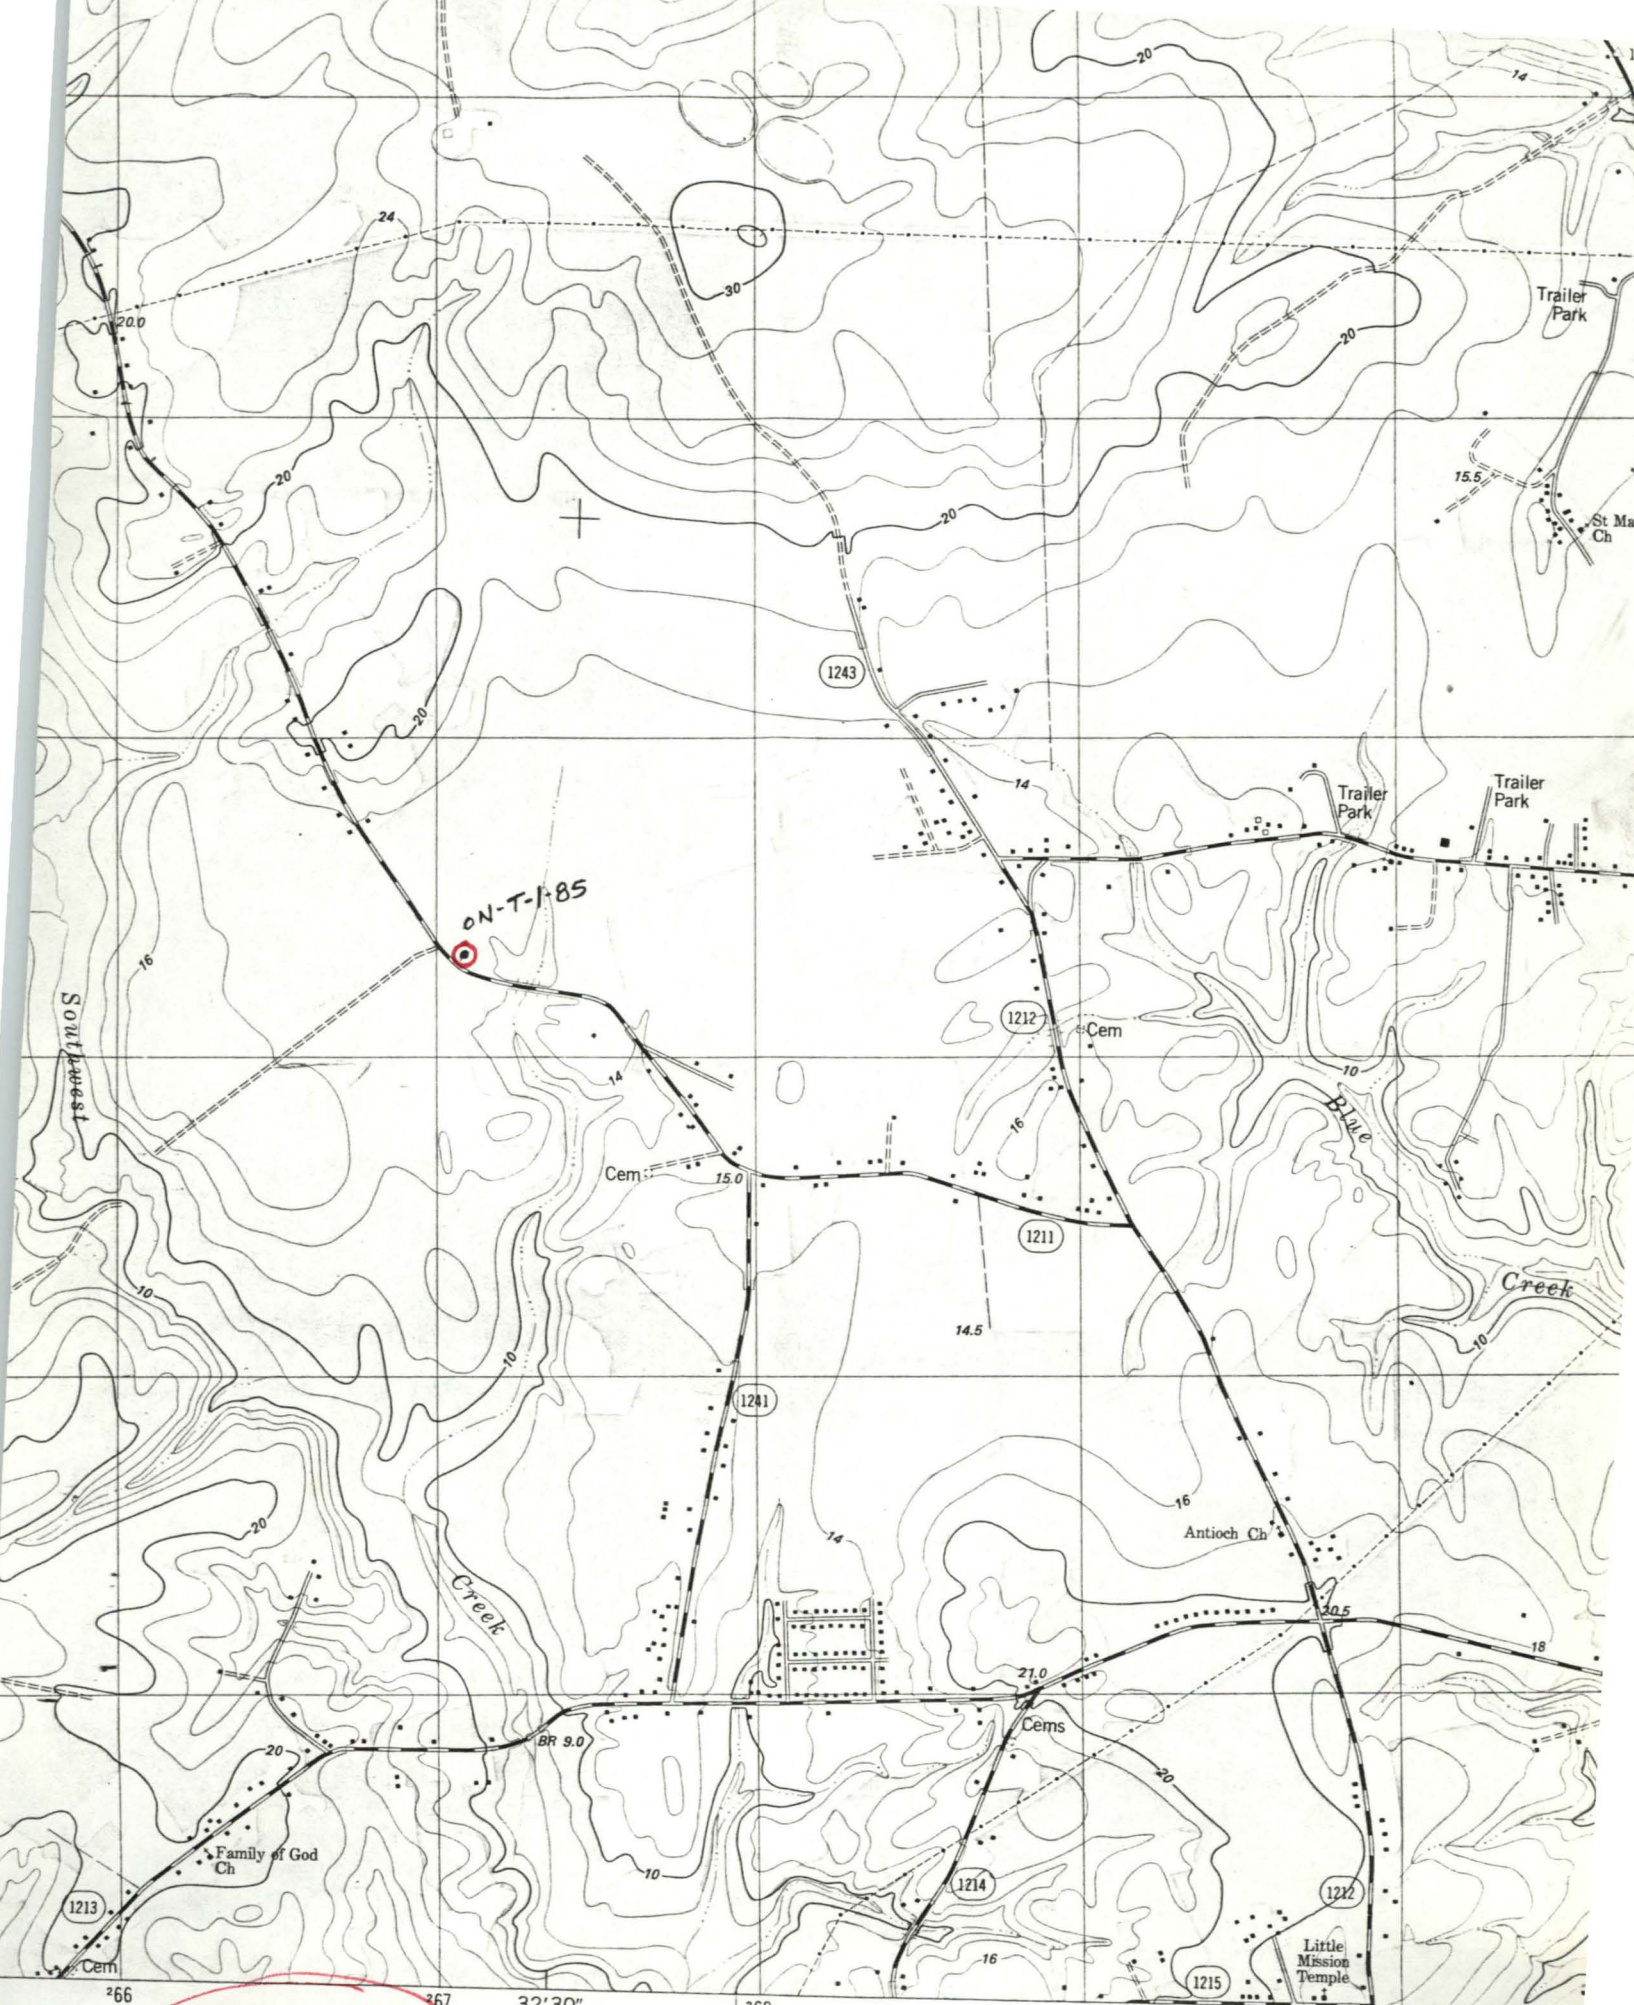 20
14
24
30
Trailer
Park
20.0
20
20
15.5
20
St Ma
Ch
1243
20
14
Trailer
Park
Trailer
Park
ON-T-1-85
16
Southwest
1212
Cem
10
14
Blue
16
Cem
15.0
1211
Creek
10
14.5
10
10
1241
16
Antioch Ch
20
14
Creek
20.5
18
21.0
Cems
BR 9.0
20
20
Family of God
Ch
10
1214
1212
1213
Little
Mission
Temple
16
Cem
1215
266
267
32'30"